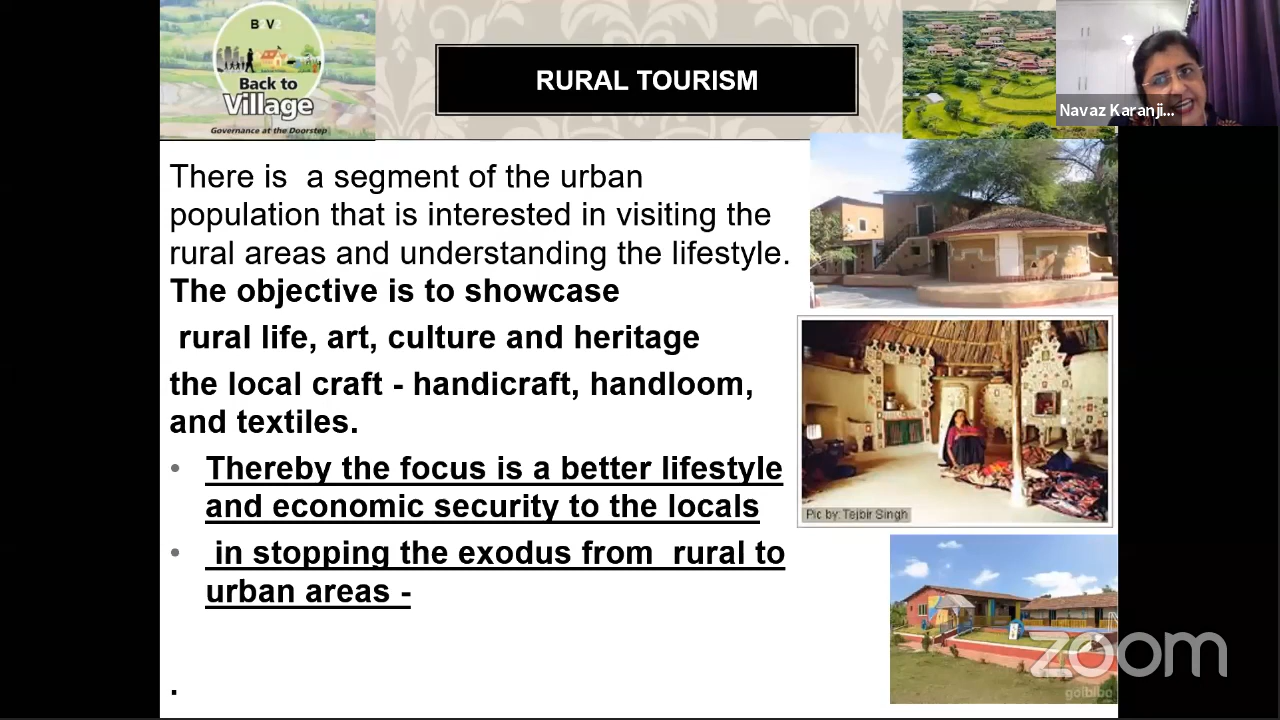 B2V2
Back to
Village
Governance at the Doorstep
RURAL TOURISM
Navaz Karanji...
There is a segment of the urban
population that is interested in visiting the
rural areas and understanding the lifestyle.
The objective is to showcase
rural life, art, culture and heritage
the local craft - handicraft, handloom,
and textiles.
• Thereby the focus is a better lifestyle
and economic security to the locals
• in stopping the exodus from rural to
urban areas -
.
Pic by: Tejbir Singh
zoom
goibibo